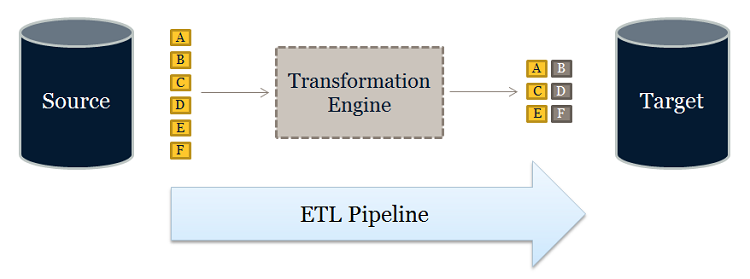 Source
A
B
C
D
E
F
Transformation
Engine
A B
C D
E F
Target
ETL Pipeline